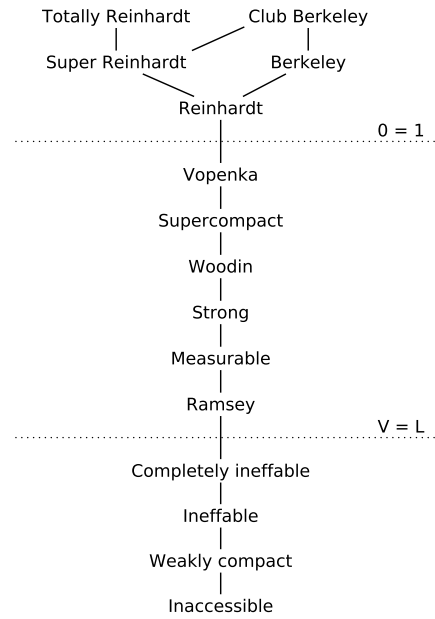 Totally Reinhardt Club Berkeley
Super Reinhardt Berkeley
Reinhardt
0 = 1
Vopenka
Supercompact
Woodin
Strong
Measurable
Ramsey
V = L
Completely ineffable
Ineffable
Weakly compact
Inaccessible